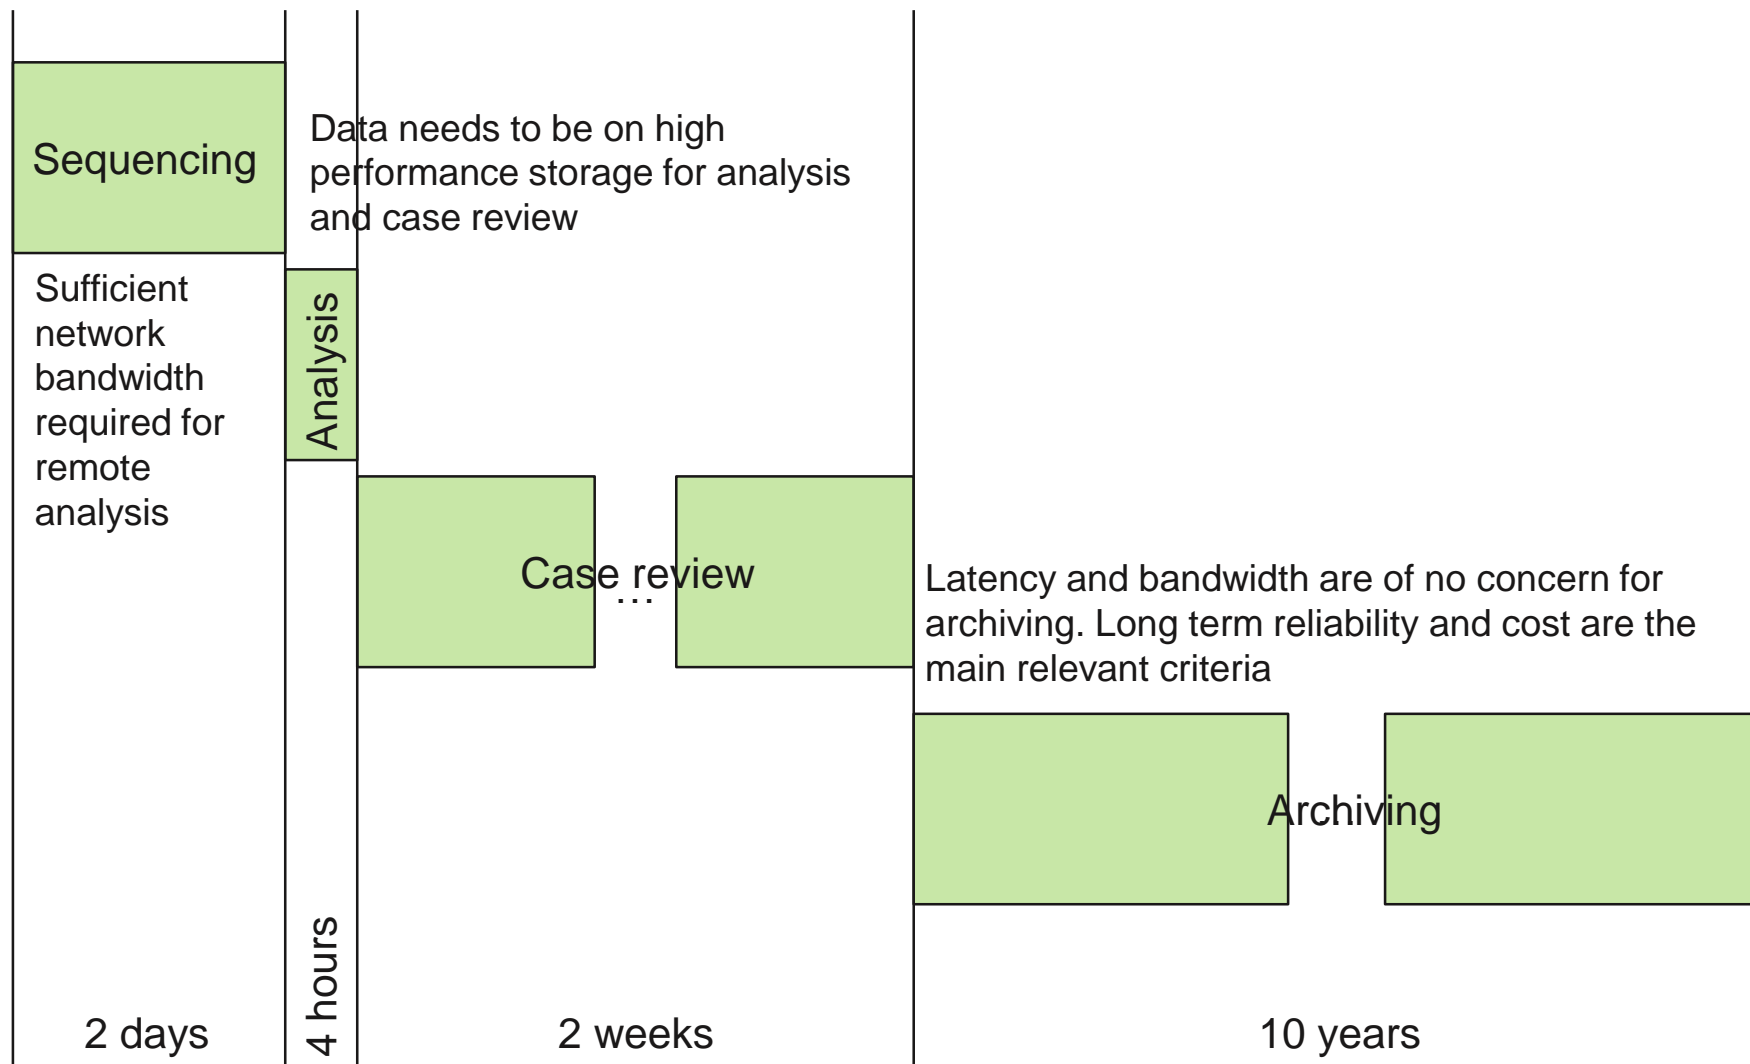 Sequencing
Data needs to be on high
performance storage for analysis
and case review
Sufficient
network
bandwidth
required for
remote
analysis
Analysis
Case review
...
Latency and bandwidth are of no concern for
archiving. Long term reliability and cost are the
main relevant criteria
Archiving
...
2 days
4 hours
2 weeks
10 years